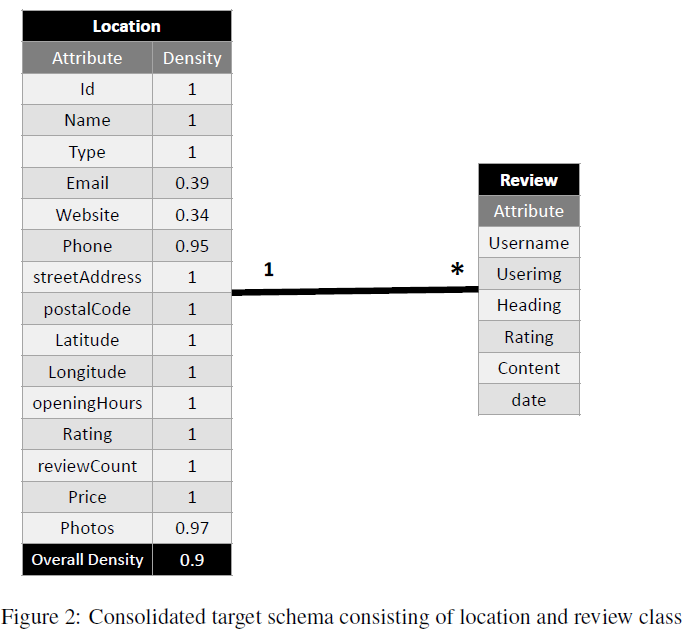 Location
Attribute Density
Id 1
Name 1
Type 1
Email 0.39
Website 0.34
Phone 0.95
streetAddress 1
postalCode 1
Latitude 1
Longitude 1
openingHours 1
Rating 1
reviewCount 1
Price 1
Photos 0.97
Overall Density 0.9
1 *
Review
Attribute
Username
Userimg
Heading
Rating
Content
date
Figure 2: Consolidated target schema consisting of location and review class